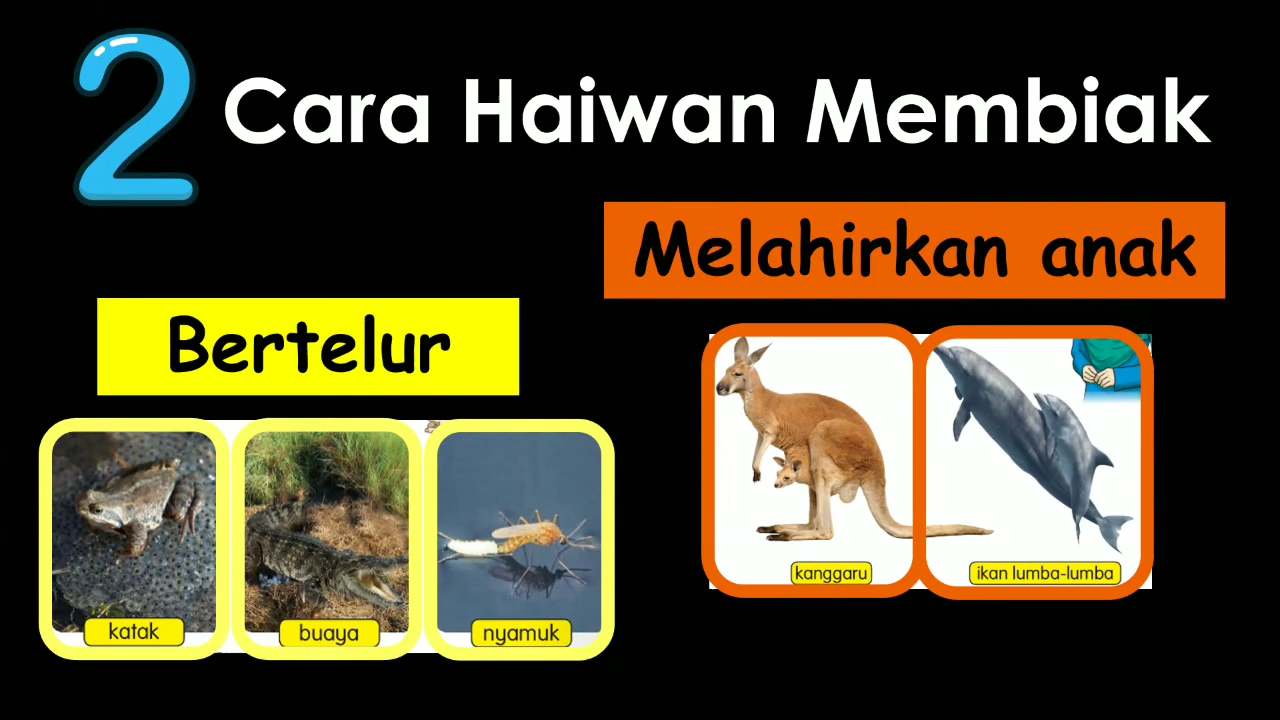 2 Cara Haiwan Membiak
Melahirkan anak
Bertelur
kanggaru
ikan lumba-lumba
katak
buaya
nyamuk